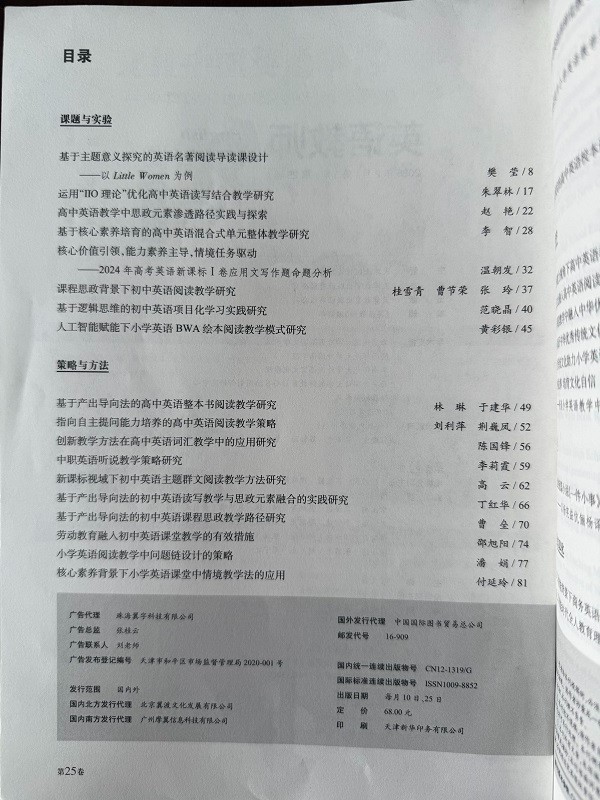 目录
课题与实验
基于主题意义探究的英语名著阅读导读课设计
——以 Little Women 为例 樊 莹 / 8
运用“IIO 理论”优化高中英语读写结合教学研究 朱翠林 / 17
高中英语教学中思政元素渗透路径实践与探索 赵 艳 / 22
基于核心素养培育的高中英语混合式单元整体教学研究 李 智 / 28
核心价值引领、能力素养主导、情境任务驱动
——2024 年高考英语新课标Ⅰ卷应用文写作题命题分析 温朝发 / 32
课程思政背景下初中英语阅读教学研究 桂雪青 曹节荣 张 玲 / 37
基于逻辑思维的初中英语项目化学习实践研究 范晓晶 / 40
人工智能赋能下小学英语 BWA 绘本阅读教学模式研究 黄彩银 / 45
策略与方法
基于产出导向法的高中英语整本书阅读教学研究 林 琳 于建华 / 49
指向自主提问能力培养的高中英语阅读教学策略 刘利萍 荆巍凤 / 52
创新教学方法在高中英语词汇教学中的应用研究 陈国锋 / 56
中职英语听说教学策略研究 李莉霞 / 59
新课标视域下初中英语主题群文阅读教学方法研究 高 云 / 62
基于产出导向法的初中英语读写教学与思政元素融合的实践研究 丁红华 / 66
基于产出导向法的初中英语课程思政教学路径研究 曹 垒 / 70
劳动教育融入初中英语课堂教学的有效措施 邵旭阳 / 74
小学英语阅读教学中问题链设计的策略 潘 娟 / 77
核心素养背景下小学英语课堂中情境教学法的应用 付延玲 / 81
广告代理 珠海翼宇科技有限公司
广告总监 张桂云
广告联系人 刘老师
广告发布登记编号 天津市和平区市场监督管理局 2020-001 号
发行范围 国内外
国内北方发行代理 北京翼波文化发展有限公司
国内南方发行代理 广州摩翼信息科技有限公司
国外发行代理 中国国际图书贸易总公司
邮发代号 16-909
国内统一连续出版物号 CN12-1319/G
国际标准连续出版物号 ISSN1009-8852
出版日期 每月 10 日、25 日
定 价 68.00 元
印 刷 天津新华印务有限公司
第25卷